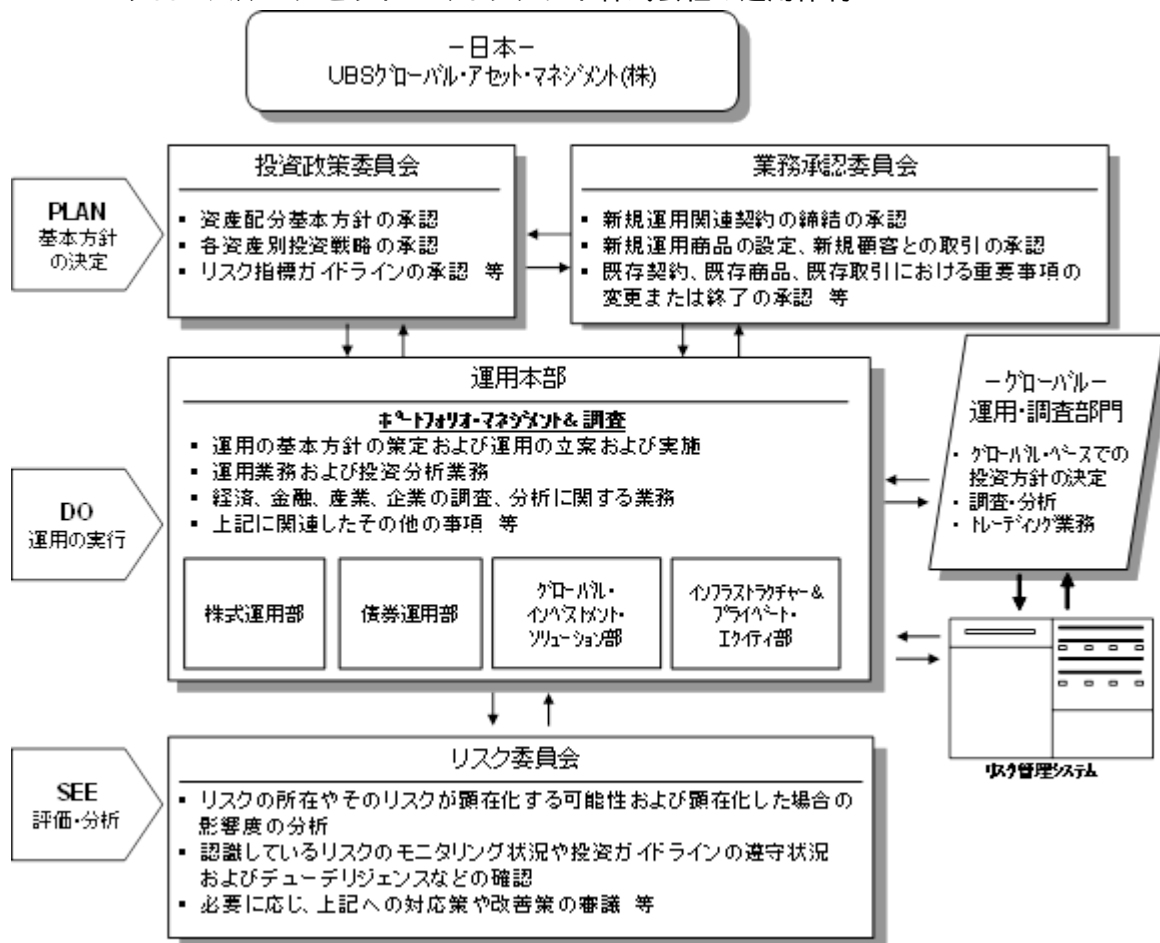 －日本－
UBSグローバル・アセット・マネジメント(株)
PLAN
基本方針
の決定
投資政策委員会
▪ 資産配分基本方針の承認
▪ 各資産別投資戦略の承認
▪ リスク指標ガイドラインの承認 等
業務承認委員会
▪ 新規運用関連契約の締結の承認
▪ 新規運用商品の設定、新規顧客との取引の承認
▪ 既存契約、既存商品、既存取引における重要事項の
変更または終了の承認 等
DO
運用の実行
運用本部
ポートフォリオ・マネジメント＆調査
▪ 運用の基本方針の策定および運用の立案および実施
▪ 運用業務および投資分析業務
▪ 経済、金融、産業、企業の調査、分析に関する業務
▪ 上記に関連したその他の事項 等
株式運用部
債券運用部
グローバル・
インベストメント・
ソリューション部
インフラストラクチャー＆
プライベート・
エクイティ部
－グローバル－
運用・調査部門
・ グローバル・ベースでの
投資方針の決定
・ 調査・分析
・ トレーディング業務
リスク管理システム
SEE
評価・分析
リスク委員会
▪ リスクの所在やそのリスクが顕在化する可能性および顕在化した場合の
影響度の分析
▪ 認識しているリスクのモニタリング状況や投資ガイドラインの遵守状況
およびデューデリジェンスなどの確認
▪ 必要に応じ、上記への対応策や改善策の審議 等